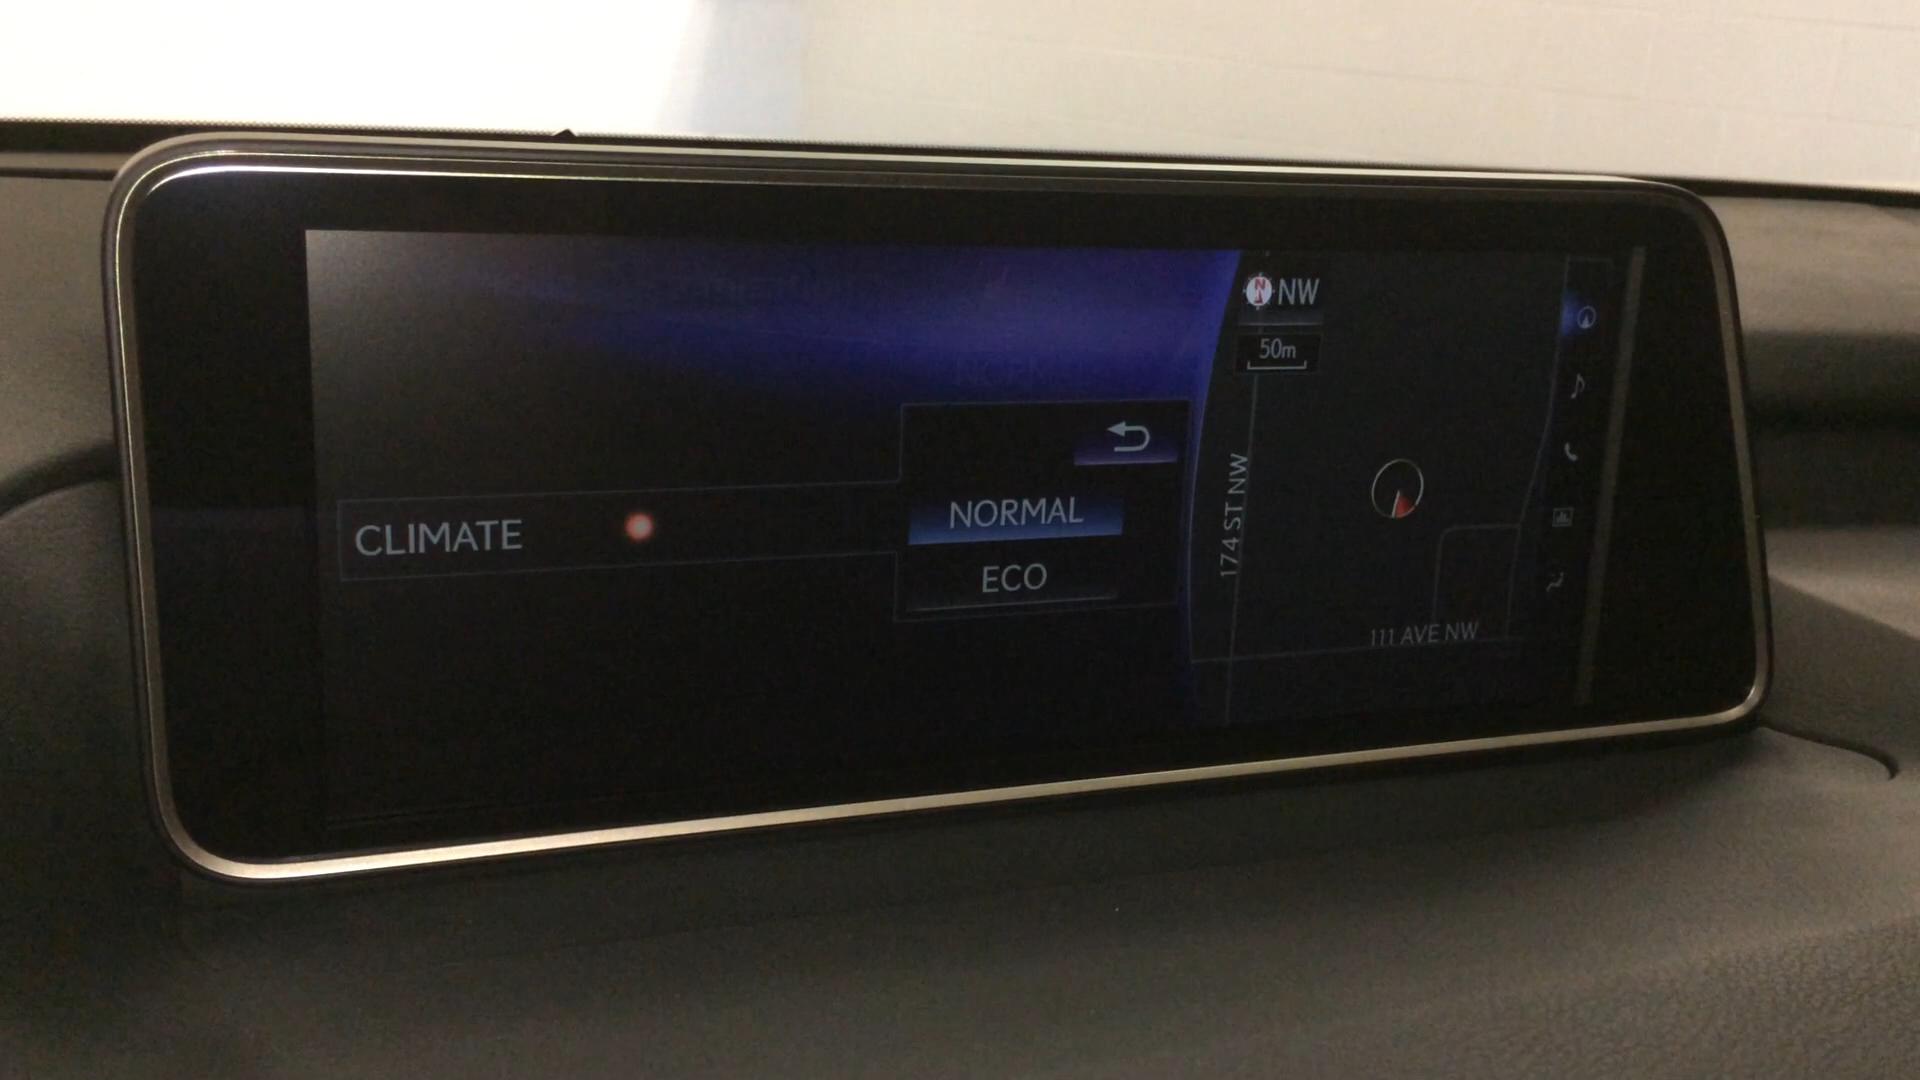 CLIMATE
NORMAL
ECO
N NW
50m
174 ST NW
111 AVE NW